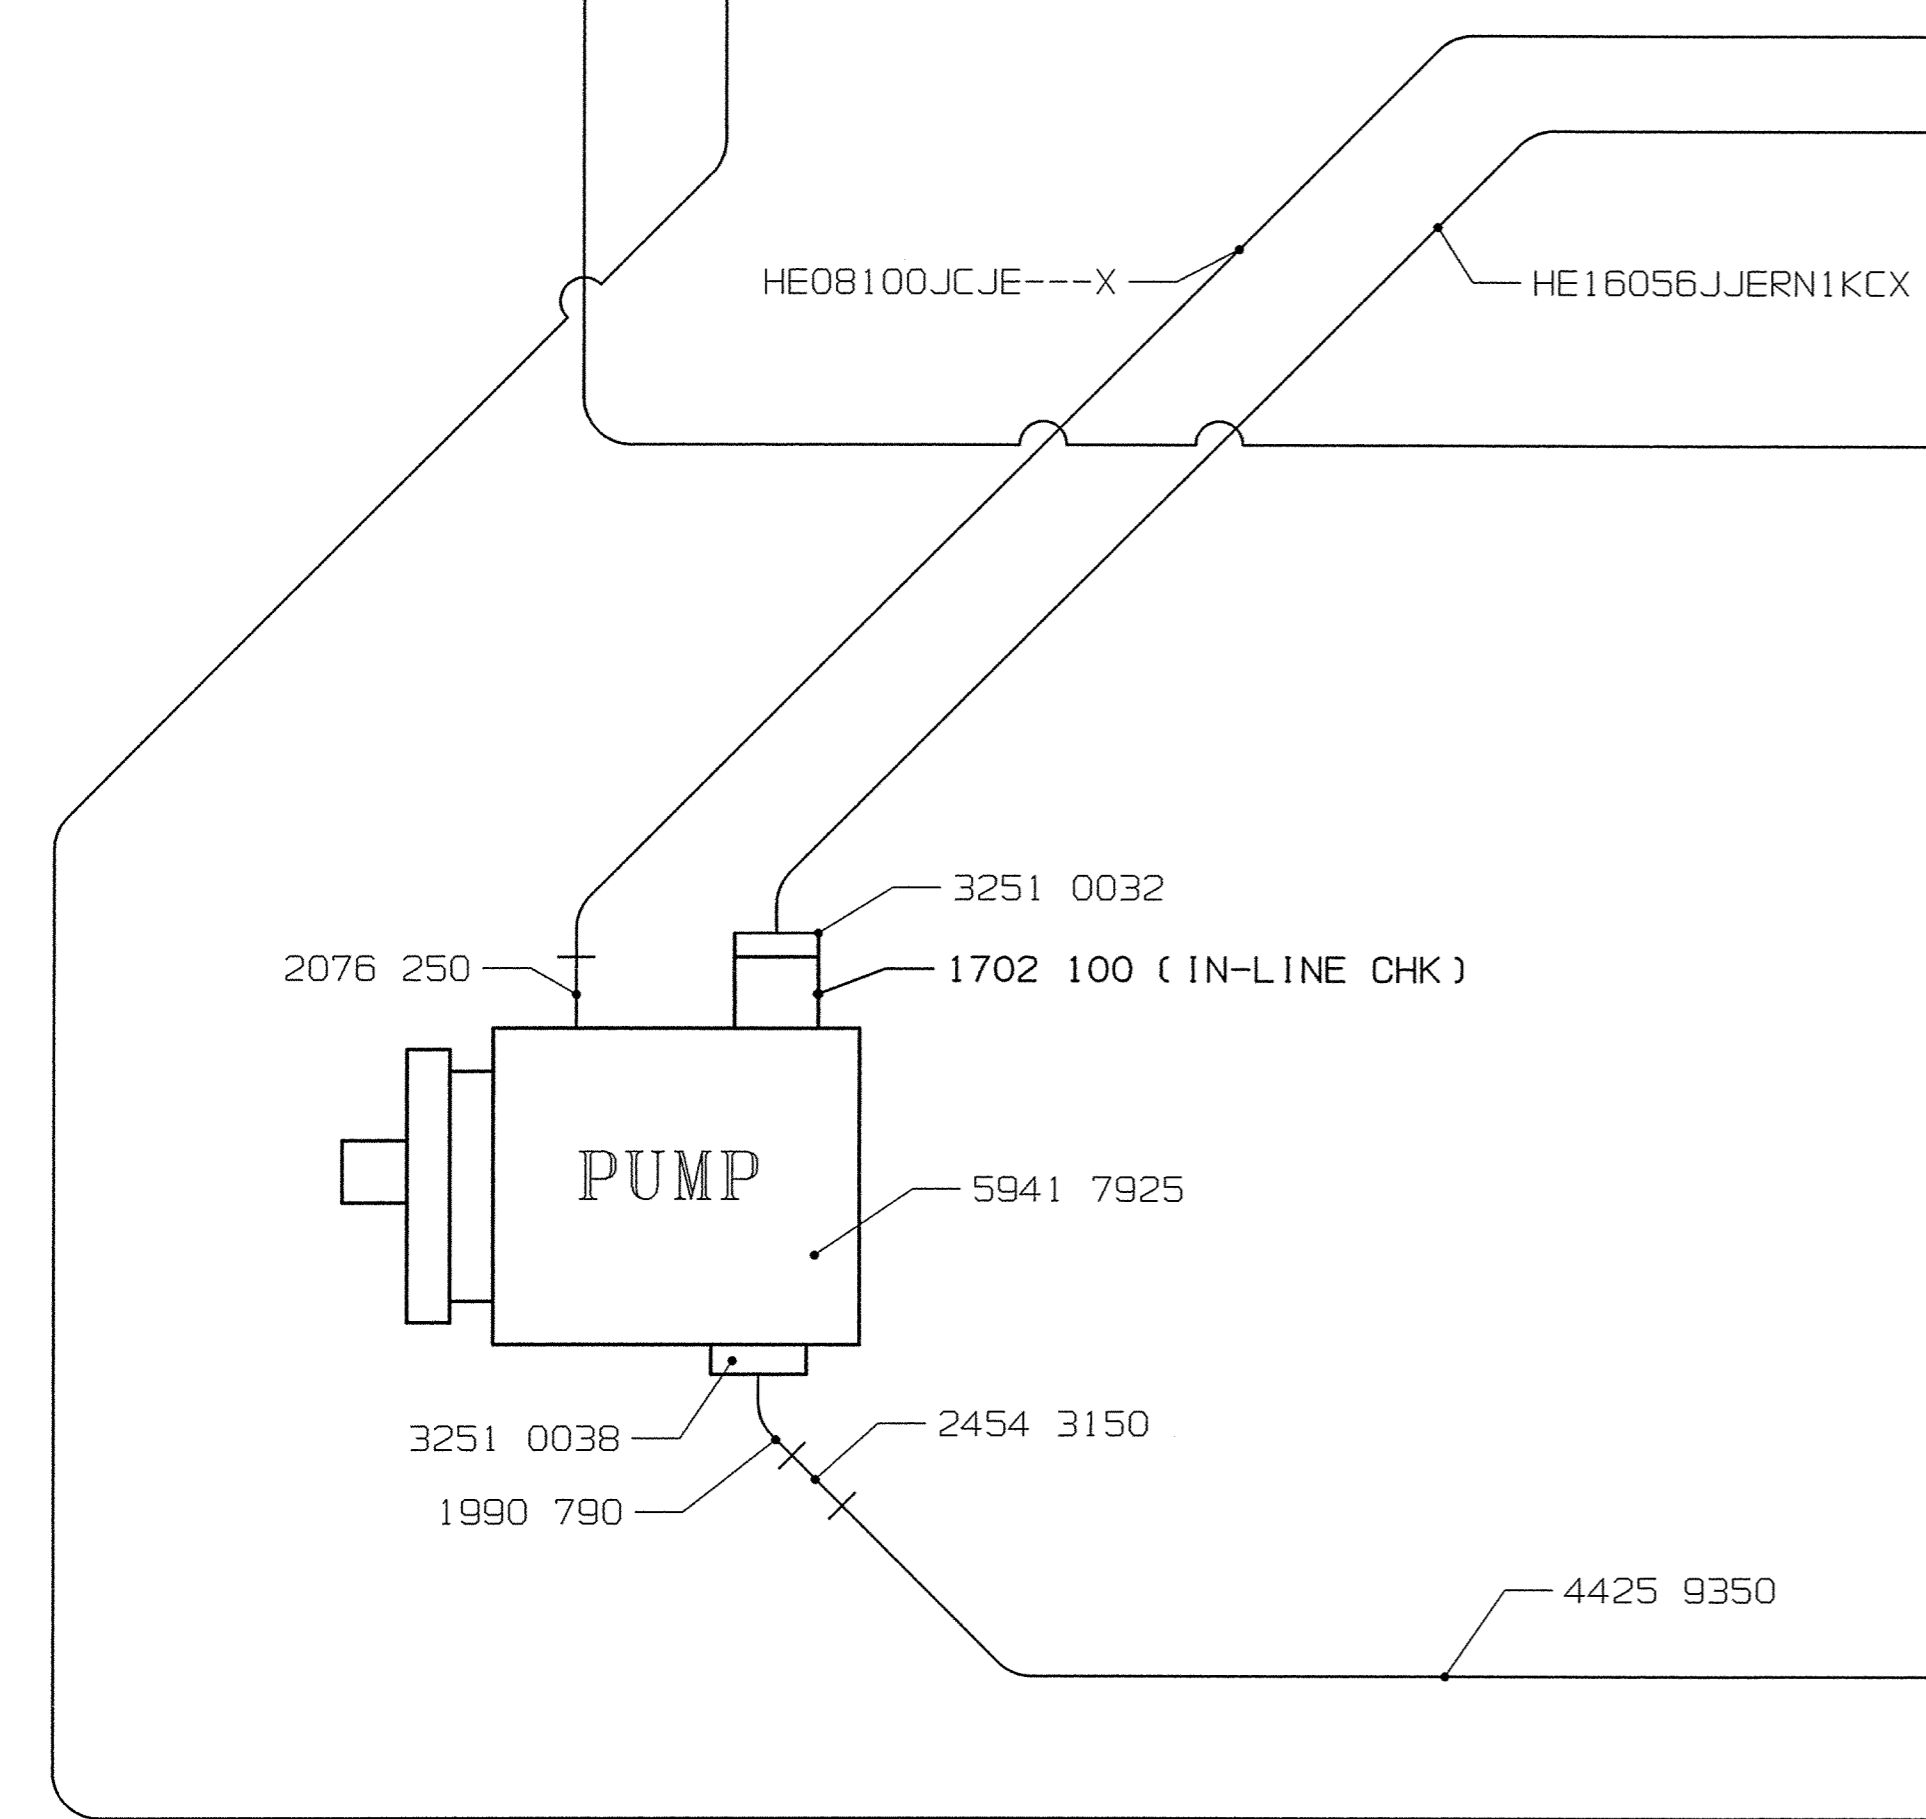 HE08100JCJE---X
HE16056JJERN1KCX
3251 0032
2076 250
1702 100 (IN-LINE CHK)
PUMP
5941 7925
2454 3150
3251 0038
1990 790
4425 9350